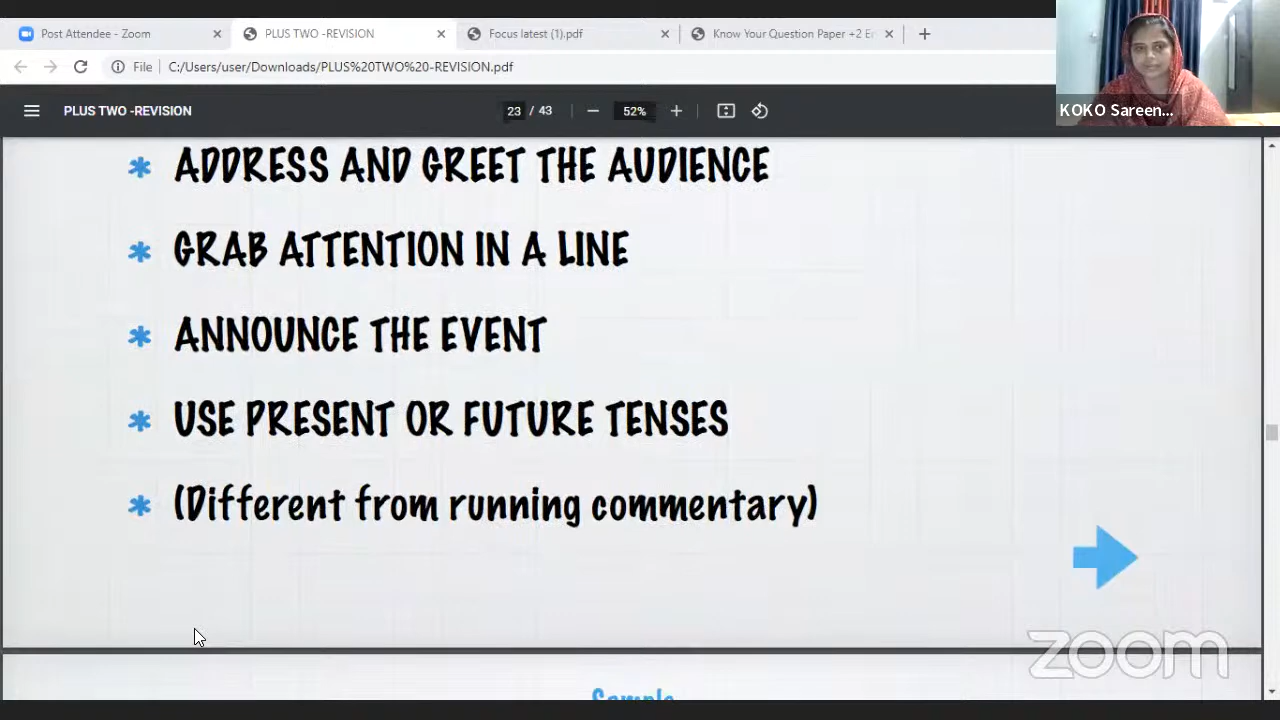 Post Attendee - Zoom
PLUS TWO -REVISION
Focus latest (1).pdf
Know Your Question Paper +2 En
File
C:/Users/user/Downloads/PLUS%20TWO%20-REVISION.pdf
KOKO Sareen...
PLUS TWO -REVISION
23 / 43
52%
* ADDRESS AND GREET THE AUDIENCE
* GRAB ATTENTION IN A LINE
* ANNOUNCE THE EVENT
* USE PRESENT OR FUTURE TENSES
* (Different from running commentary)
zoom
Sample